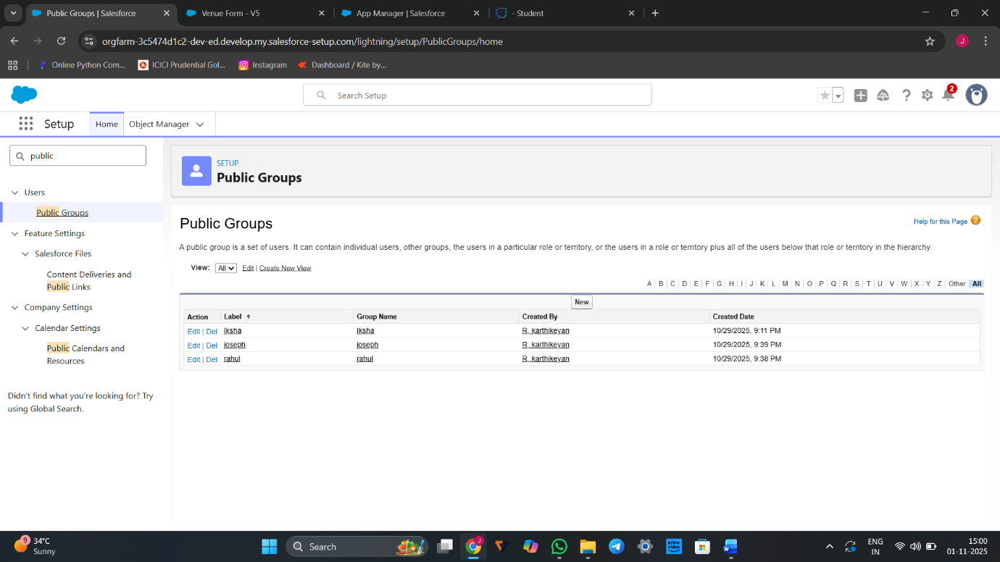 Public Groups | Salesforce
Venue Form - V5
App Manager | Salesforce
- Student
orgfarm-3c5474d1c2-dev-ed.develop.my.salesforce-setup.com/lightning/setup/PublicGroups/home
J
Online Python Com...
ICICI Prudential Gol...
Instagram
Dashboard / Kite by...
Search Setup
2
Setup
Home
Object Manager
public
Users
Public Groups
Feature Settings
Salesforce Files
Content Deliveries and
Public Links
Company Settings
Calendar Settings
Public Calendars and
Resources
Didn't find what you're looking for? Try
using Global Search.
SETUP
Public Groups
Public Groups
Help for this Page
A public group is a set of users. It can contain individual users, other groups, the users in a particular role or territory, or the users in a role or territory plus all of the users below that role or territory in the hierarchy.
View: All Edit | Create New View
A | B | C | D | E | F | G | H | I | J | K | L | M | N | O | P | Q | R | S | T | U | V | W | X | Y | Z | Other | All
New
Action Label Group Name Created By Created Date
Edit | Del Iksha Iksha R, karthikeyan 10/29/2025, 9:11 PM
Edit | Del joseph joseph R, karthikeyan 10/29/2025, 9:39 PM
Edit | Del rahul rahul R, karthikeyan 10/29/2025, 9:38 PM
9
34°C
Sunny
Search
J
prime video
W
ENG
IN
15:00
01-11-2025